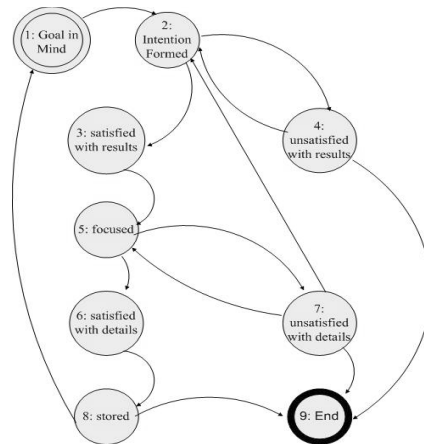 1: Goal in
Mind
2:
Intention
Formed
3: satisfied
with results
4:
unsatisfied
with results
5: focused
6: satisfied
with details
7:
unsatisfied
with details
8: stored
9: End